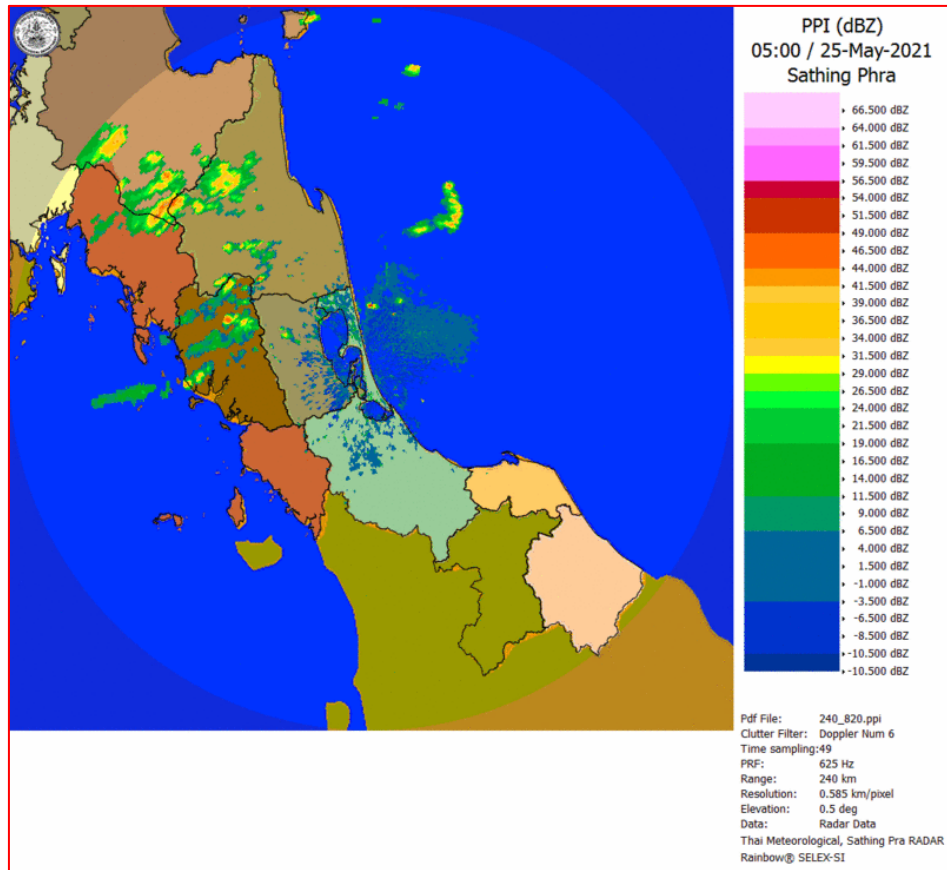 PPI (dBZ)
05:00 / 25-May-2021
Sathing Phra
66.500 dBZ
64.000 dBZ
61.500 dBZ
59.500 dBZ
56.500 dBZ
54.000 dBZ
51.500 dBZ
49.000 dBZ
46.500 dBZ
44.000 dBZ
41.500 dBZ
39.000 dBZ
36.500 dBZ
34.000 dBZ
31.500 dBZ
29.000 dBZ
26.500 dBZ
24.000 dBZ
21.500 dBZ
19.000 dBZ
16.500 dBZ
14.000 dBZ
11.500 dBZ
9.000 dBZ
6.500 dBZ
4.000 dBZ
1.500 dBZ
-1.000 dBZ
-3.500 dBZ
-6.500 dBZ
-8.500 dBZ
-10.500 dBZ
-10.500 dBZ
Pdf File: 240_820.ppi
Clutter Filter: Doppler Num 6
Time sampling:49
PRF: 625 Hz
Range: 240 km
Resolution: 0.585 km/pixel
Elevation: 0.5 deg
Data: Radar Data
Thai Meteorological, Sathing Pra RADAR
Rainbow® SELEX-SI